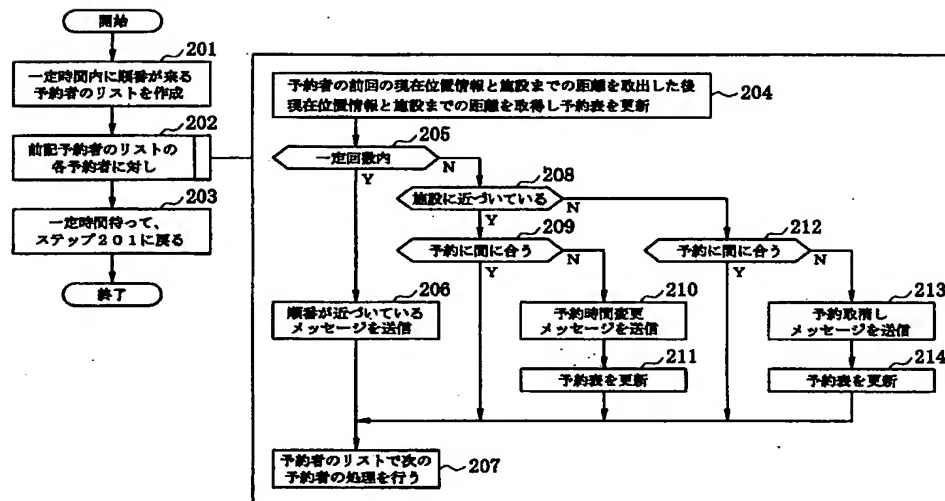 開始
201
一定時間内に順番が来る
予約者のリストを作成
202
前記予約者のリストの
各予約者に対し
203
一定時間待って、
ステップ201に戻る
終了
予約者の前回の現在位置情報と施設までの距離を取出した後
現在位置情報と施設までの距離を取得し予約表を更新
204
205
一定回数内
N
Y
208
施設に近づいている
N
Y
209
予約に間に合う
N
Y
212
予約に間に合う
N
Y
206
順番が近づいている
メッセージを送信
210
予約時間変更
メッセージを送信
213
予約取消し
メッセージを送信
211
予約表を更新
214
予約表を更新
予約者のリストで次の
予約者の処理を行う
207